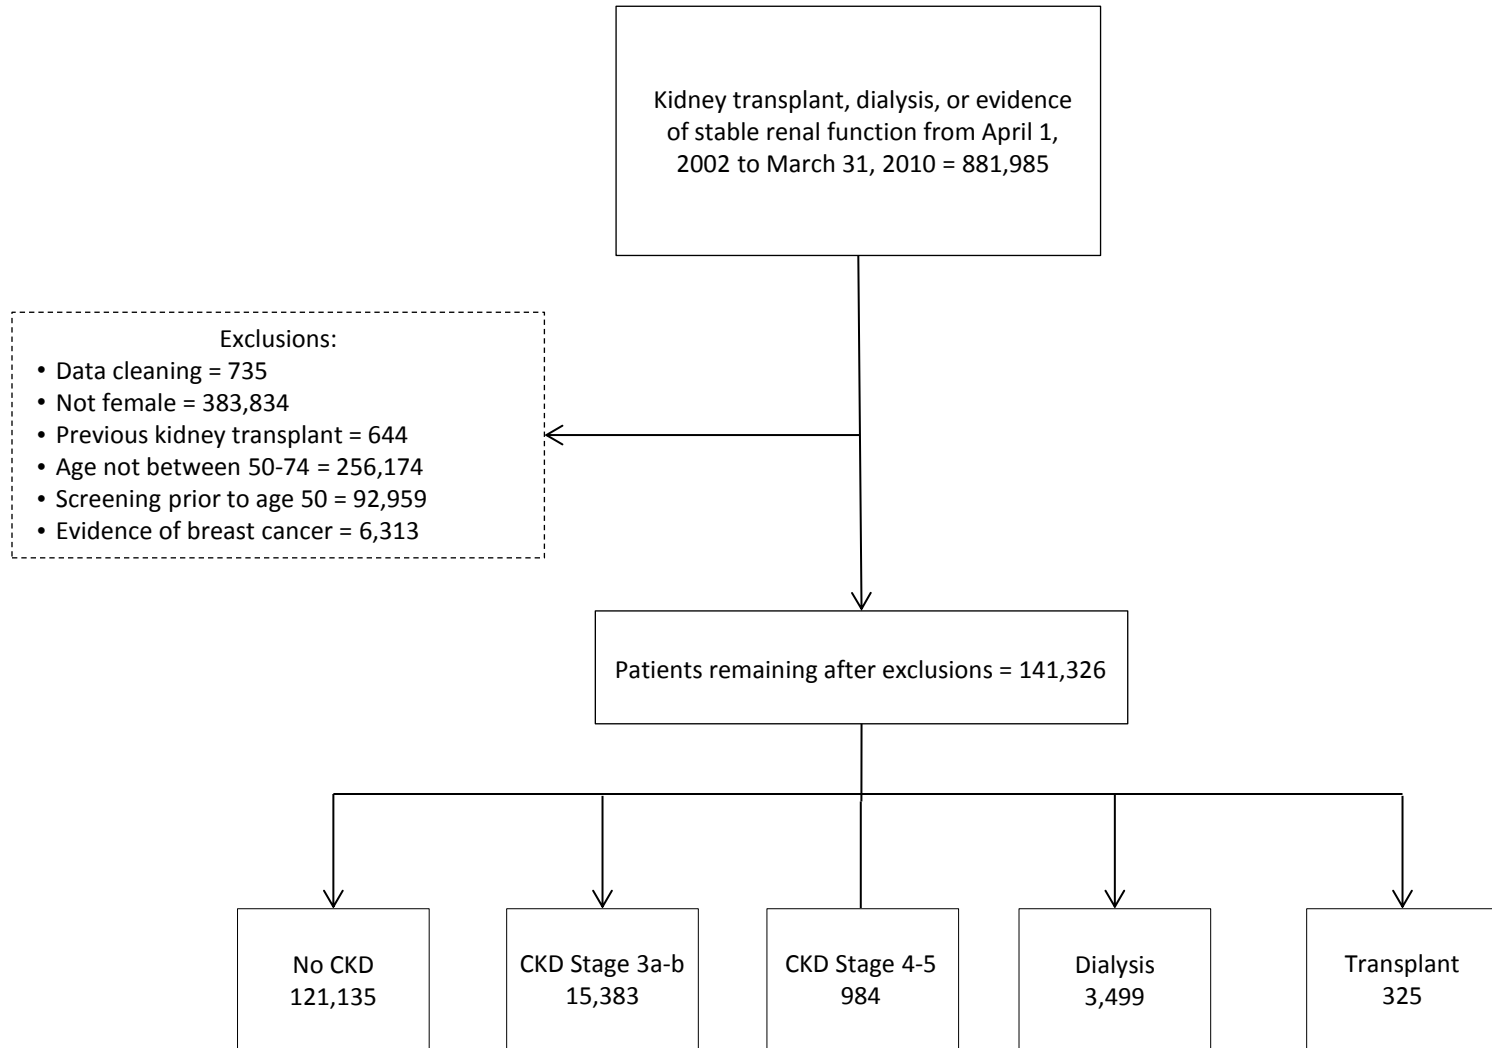 Kidney transplant, dialysis, or evidence
of stable renal function from April 1,
2002 to March 31, 2010 = 881,985
Exclusions:
• Data cleaning = 735
• Not female = 383,834
• Previous kidney transplant = 644
• Age not between 50-74 = 256,174
• Screening prior to age 50 = 92,959
• Evidence of breast cancer = 6,313
Patients remaining after exclusions = 141,326
No CKD
121,135
CKD Stage 3a-b
15,383
CKD Stage 4-5
984
Dialysis
3,499
Transplant
325